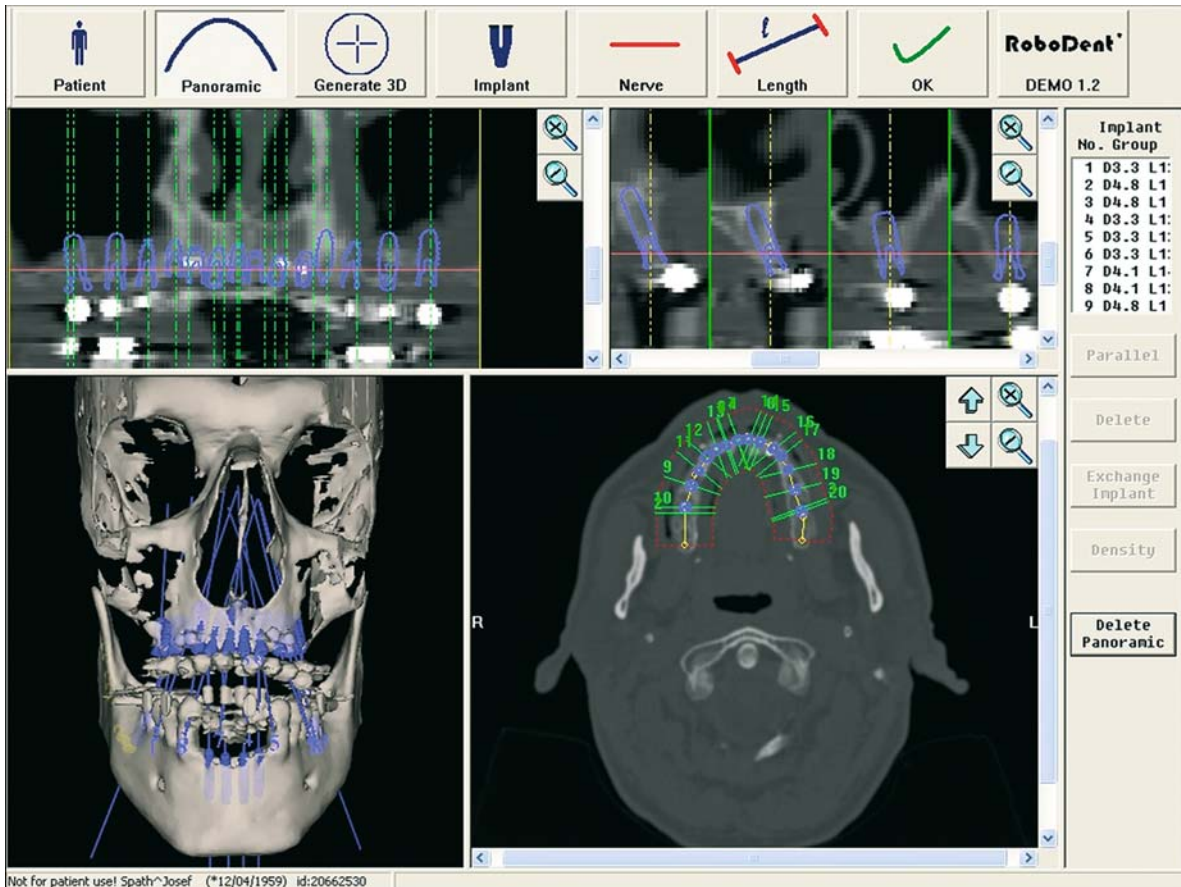 Patient
Panoramic
Generate 3D
Implant
Nerve
l
Length
OK
RoboDent
DEMO 1.2
Implant
No. Group
1 D3.3 L1
2 D4.8 L1
3 D4.8 L1
4 D3.3 L1
5 D3.3 L1
6 D3.3 L1
7 D4.1 L1
8 D4.1 L1
9 D4.8 L1
Parallel
Delete
Exchange
Implant
Density
Delete
Panoramic
15
16
13
17
12
11
18
9
19
20
R
L
Not for patient use! Spath^Josef (*12/04/1959) id:20662530